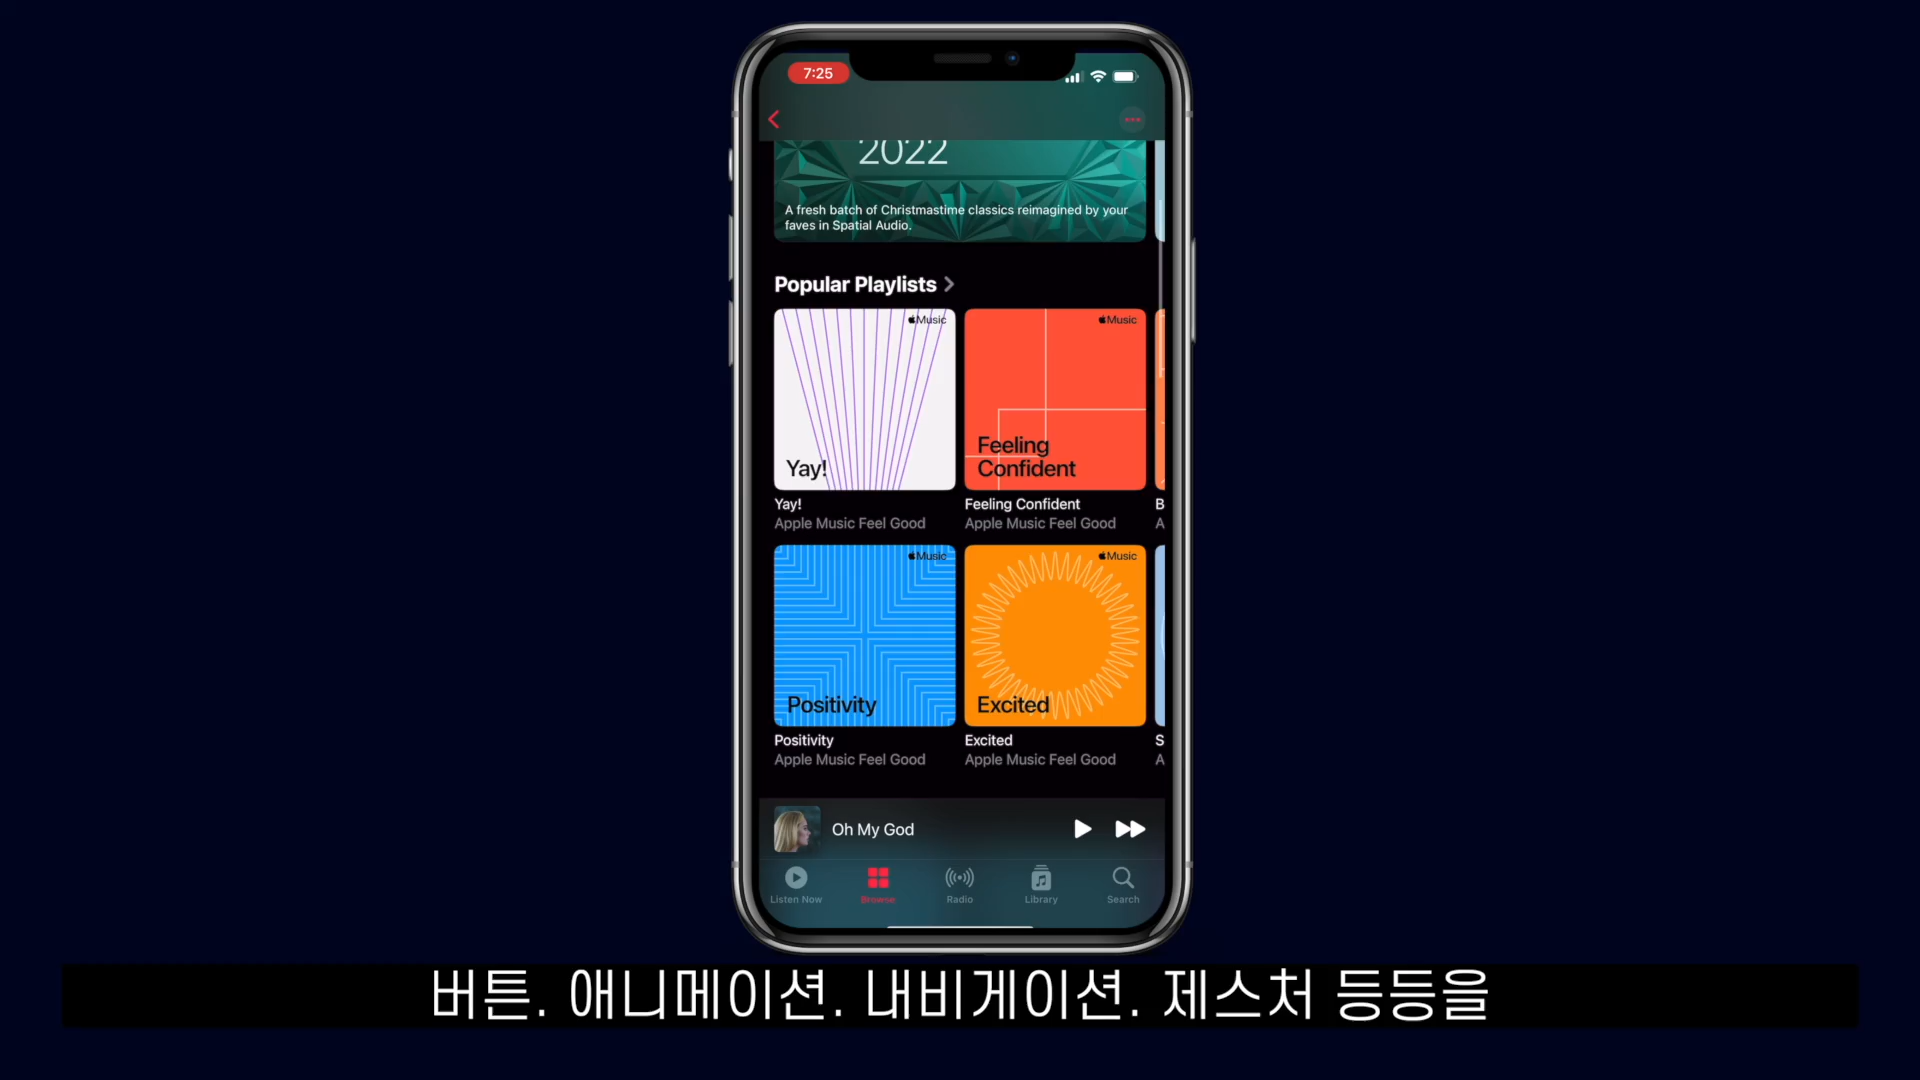 7:25
2022
A fresh batch of Christmastime classics reimagined by your
faves in Spatial Audio.
Popular Playlists
Music
Yay!
Music
Feeling
Confident
Yay!
Apple Music Feel Good
Feeling Confident
Apple Music Feel Good
B
A
Music
Positivity
Music
Excited
Positivity
Apple Music Feel Good
Excited
Apple Music Feel Good
S
A
Oh My God
Listen Now
Browse
Radio
Library
Search
버튼. 애니메이션. 내비게이션. 제스처 등등을